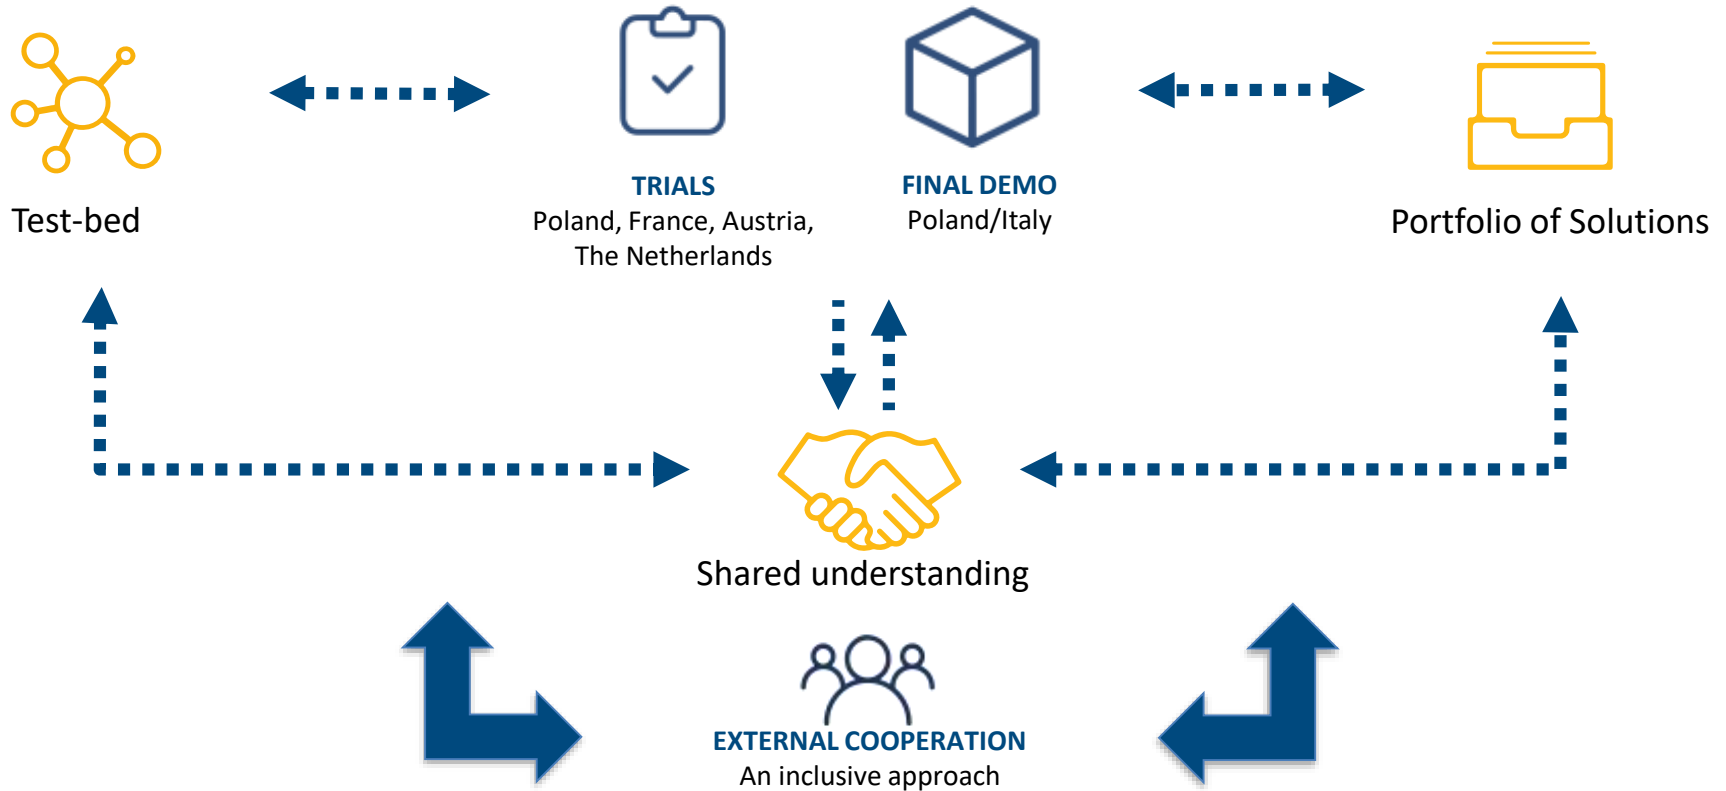 Test-bed
TRIALS
Poland, France, Austria,
The Netherlands
FINAL DEMO
Poland/Italy
Portfolio of Solutions
Shared understanding
EXTERNAL COOPERATION
An inclusive approach